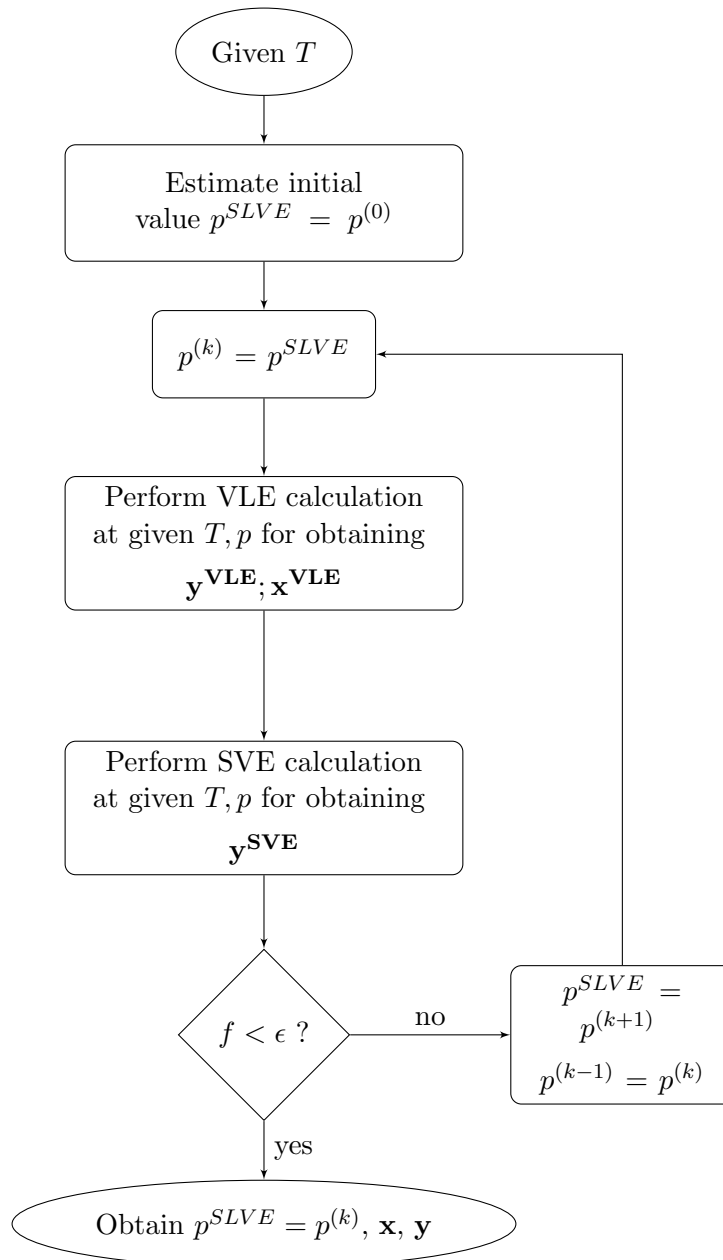 Given T
Estimate initial
value p^{SLVE} = p^{(0)}
p^{(k)} = p^{SLVE}
Perform VLE calculation
at given T, p for obtaining
y^{VLE}; x^{VLE}
Perform SVE calculation
at given T, p for obtaining
y^{SVE}
f < ϵ ?
no
p^{SLVE} =
p^{(k+1)}
p^{(k−1)} = p^{(k)}
yes
Obtain p^{SLVE} = p^{(k)}, x, y